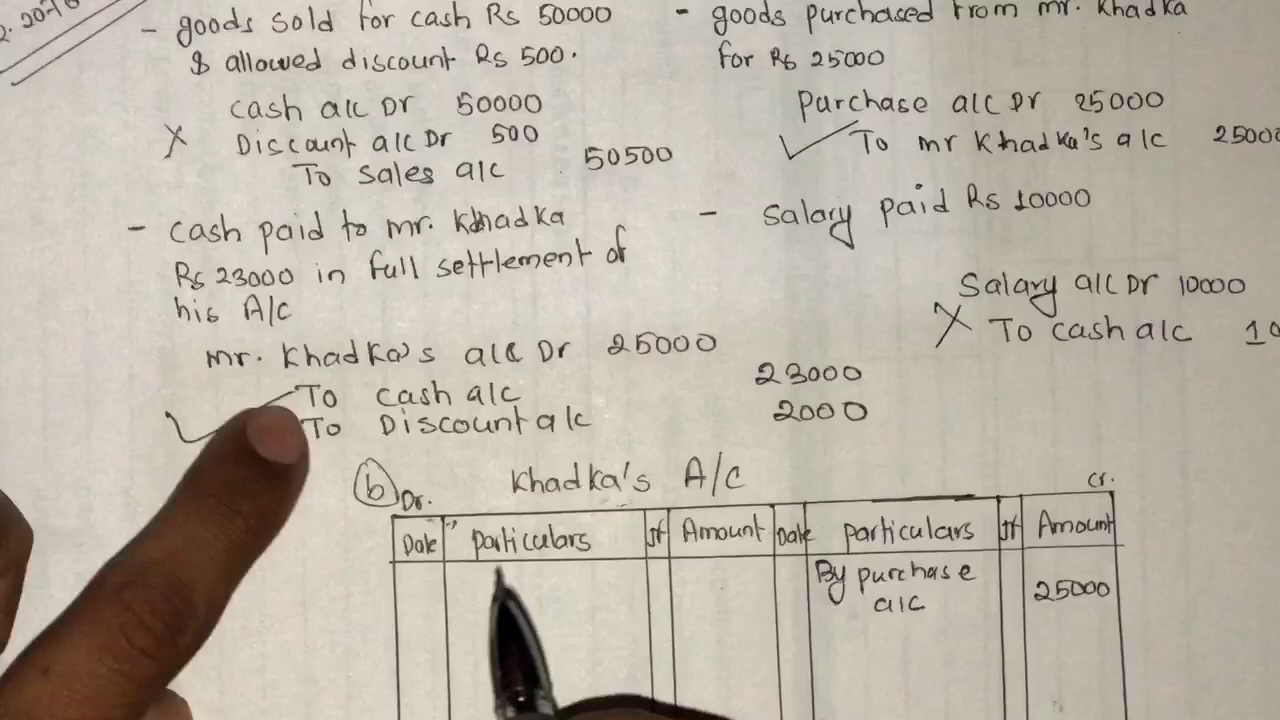 - goods sold for cash Rs 50000
& allowed discount Rs 500.
cash a/c Dr 50000
Discount a/c Dr 500
To sales a/c 50500
- cash paid to mr. Khadka
Rs 23000 in full settlement of
his A/c
mr. Khadka's a/c Dr 25000
To cash a/c 23000
To Discount a/c 2000
- goods purchased from mr. Khadka
for Rs 25000
Purchase a/c Dr 25000
To mr Khadka's a/c 25000
- Salary paid Rs 10000
Salary a/c Dr 10000
To cash a/c 10
(b) Khadka's A/c
Dr. Cr.
Date Particulars Jf Amount Date Particulars Jf Amount
By purchase
a/c 25000